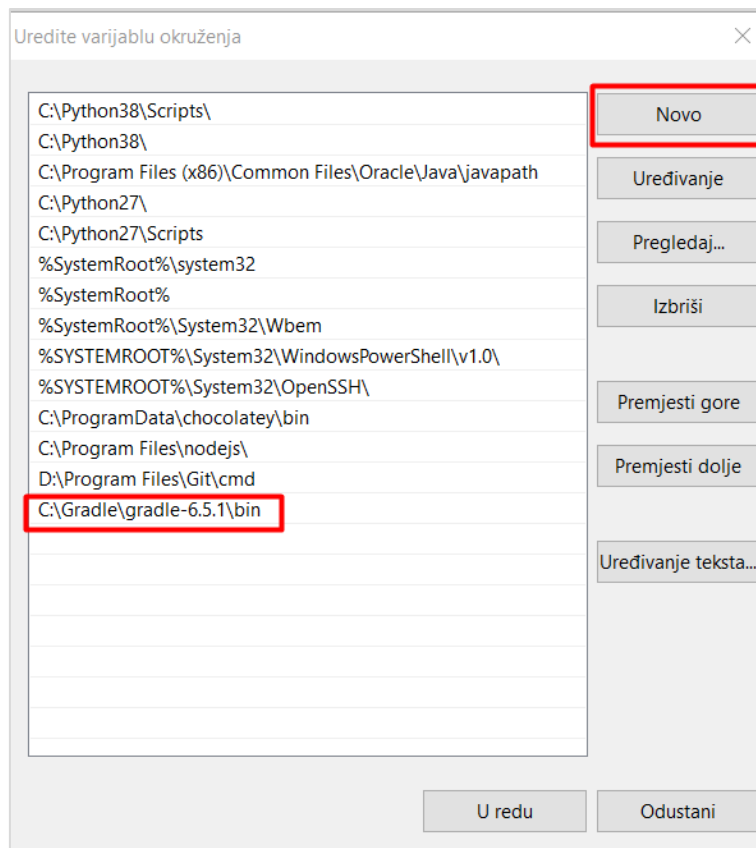 Uredite varijablu okruženja
C:\Python38\Scripts\
C:\Python38\
C:\Program Files (x86)\Common Files\Oracle\Java\javapath
C:\Python27\
C:\Python27\Scripts
%SystemRoot%\system32
%SystemRoot%
%SystemRoot%\System32\Wbem
%SYSTEMROOT%\System32\WindowsPowerShell\v1.0\
%SYSTEMROOT%\System32\OpenSSH\
C:\ProgramData\chocolatey\bin
C:\Program Files\nodejs\
D:\Program Files\Git\cmd
C:\Gradle\gradle-6.5.1\bin
Novo
Uređivanje
Pregledaj...
Izbriši
Premjesti gore
Premjesti dolje
Uređivanje teksta...
U redu
Odustani